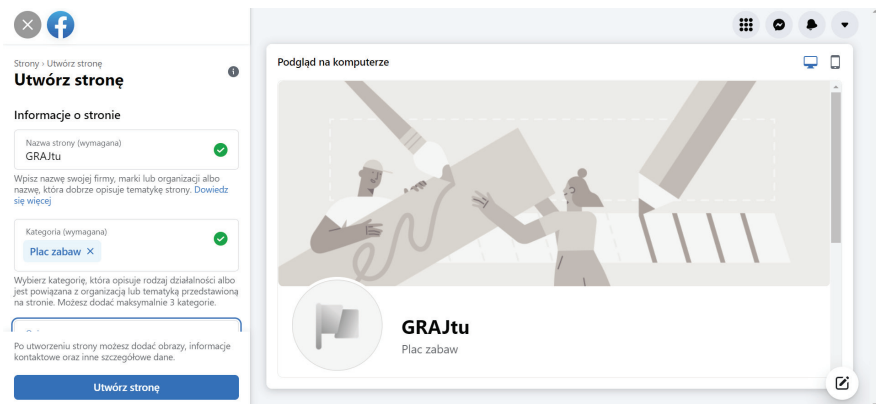 Strony › Utwórz stronę
Utwórz stronę
Informacje o stronie
Nazwa strony (wymagana)
GRAJtu
Wpisz nazwę swojej firmy, marki lub organizacji albo
nazwę, która dobrze opisuje tematykę strony. Dowiedz
się więcej
Kategoria (wymagana)
Plac zabaw ×
Wybierz kategorię, która opisuje rodzaj działalności albo
jest powiązana z organizacją lub tematyką przedstawioną
na stronie. Możesz dodać maksymalnie 3 kategorie.
Po utworzeniu strony możesz dodać obrazy, informacje
kontaktowe oraz inne szczegółowe dane.
Utwórz stronę
Podgląd na komputerze
GRAJtu
Plac zabaw